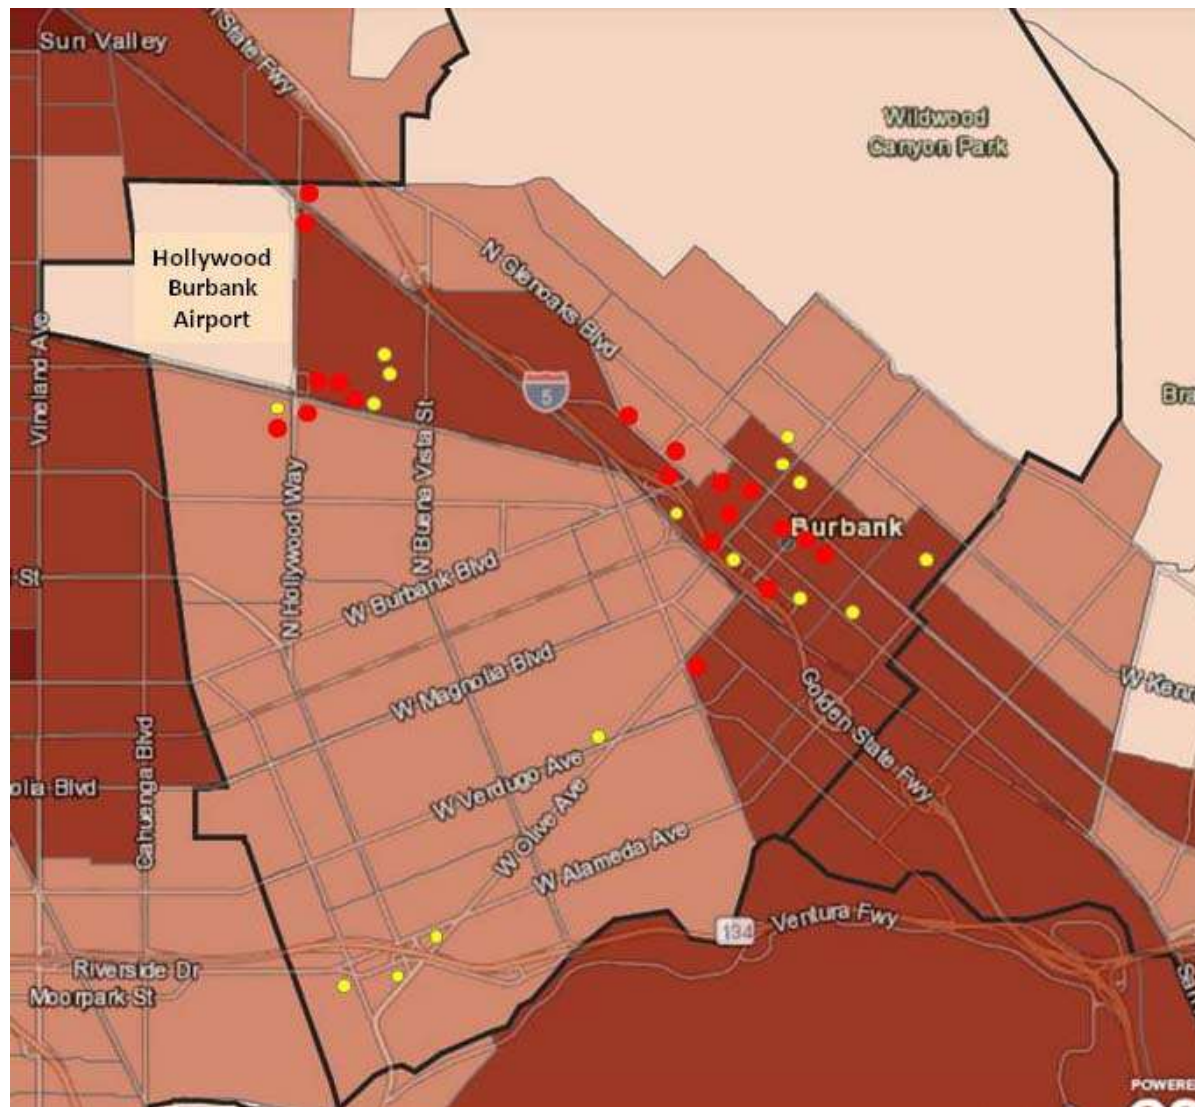 Sun Valley
State Fwy
Wildwood
Canyon Park
Hollywood
Burbank
Airport
N Glenoaks Blvd
Vineland Ave
5
N Buena Vista St
N Hollywood Way
Burbank
St
W Burbank Blvd
W Magnolia Blvd
Golden State Fwy
Cahuenga Blvd
olia Blvd
W Verdugo Ave
W Olive Ave
W Alameda Ave
134
Ventura Fwy
Riverside Dr
Moorpark St
POWERE